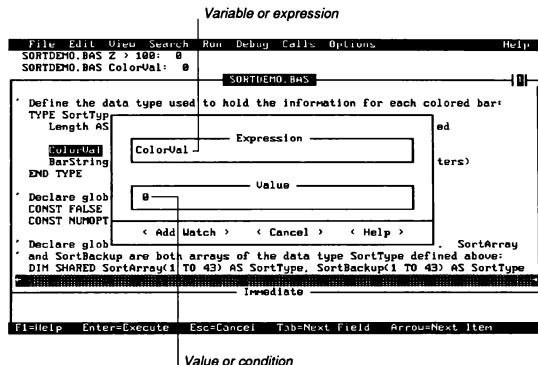 Variable or expression
File Edit View Search Run Debug Calls Options Help
SORTDEMO.BAS Z > 100: 0
SORTDEMO.BAS ColorVal: 0
SORTDEMO.BAS
' Define the data type used to hold the information for each colored bar:
TYPE SortTyp
Length AS ed
Expression
ColorVal ColorVal
BarString ters)
END TYPE
Value
' Declare glob 0
CONST FALSE
CONST NUMOPT
< Add Watch > < Cancel > < Help >
' Declare glob . SortArray
' and SortBackup are both arrays of the data type SortType defined above:
DIM SHARED SortArray(1 TO 43) AS SortType, SortBackup(1 TO 43) AS SortType
Immediate
F1=Help Enter=Execute Esc=Cancel Tab=Next Field Arrow=Next Item
Value or condition